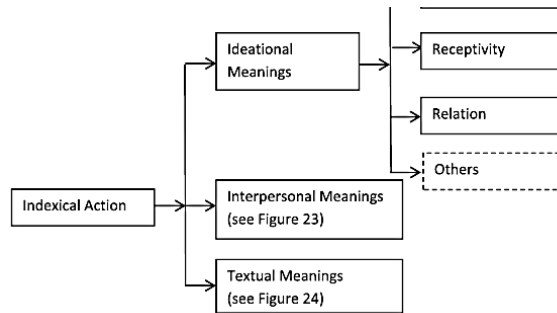 Ideational
Meanings
Receptivity
Relation
Others
Indexical Action
Interpersonal Meanings
(see Figure 23)
Textual Meanings
(see Figure 24)